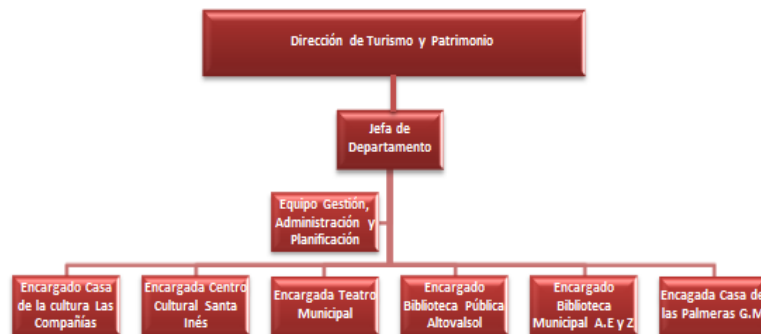 Dirección de Turismo y Patrimonio
Jefa de
Departamento
Equipo Gestión,
Administración y
Planificación
Encargado Casa
de la cultura Las
Compañías
Encargada Centro
Cultural Santa
Inés
Encargada Teatro
Municipal
Encargado
Biblioteca Pública
Altovalsol
Encargado
Biblioteca
Municipal A.E y Z
Encagada Casa de
las Palmeras G.M